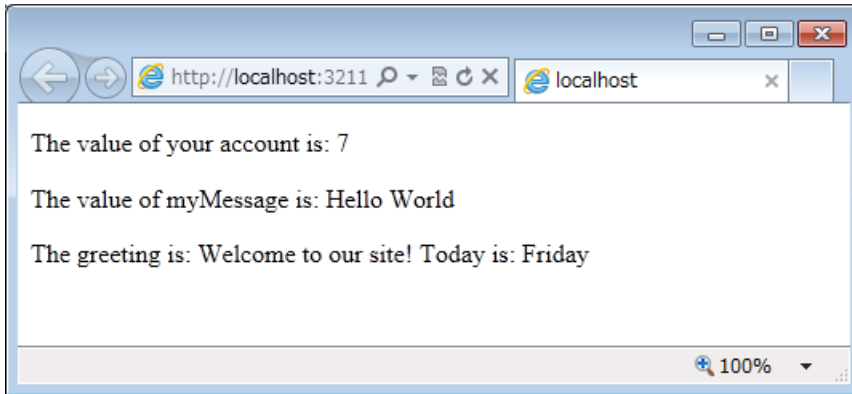 http://localhost:3211
localhost
The value of your account is: 7
The value of myMessage is: Hello World
The greeting is: Welcome to our site! Today is: Friday
100%